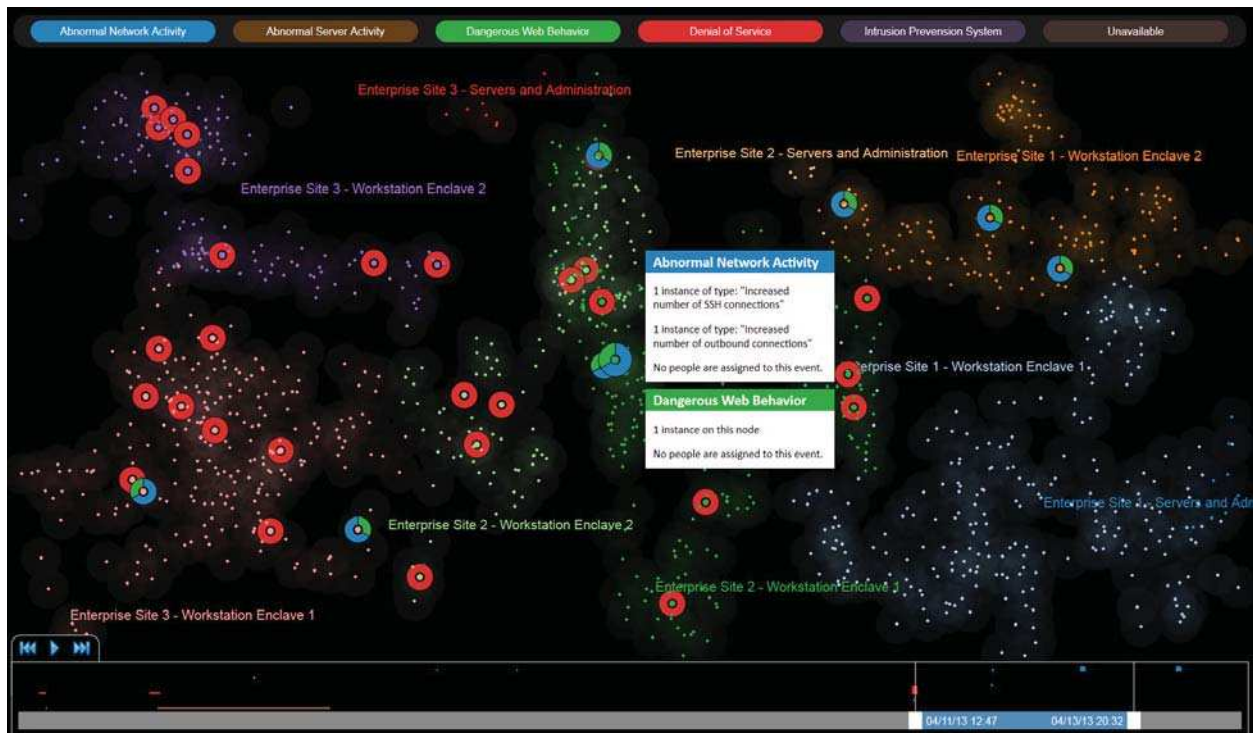 Abnormal Network Activity
Abnormal Server Activity
Dangerous Web Behavior
Denial of Service
Intrusion Prevension System
Unavailable
Enterprise Site 3 - Servers and Administration
Enterprise Site 2 - Servers and Administration
Enterprise Site 1 - Workstation Enclave 2
Enterprise Site 3 - Workstation Enclave 2
Abnormal Network Activity
1 instance of type: "Increased
number of SSH connections"
1 instance of type: "Increased
number of outbound connections"
No people are assigned to this event.
erprise Site 1 - Workstation Enclave 1
Dangerous Web Behavior
1 instance on this node
No people are assigned to this event.
Enterprise Site 1 - Servers and Adm
Enterprise Site 2 - Workstation Enclave 2
Enterprise Site 2 - Workstation Enclave 1
Enterprise Site 3 - Workstation Enclave 1
04/11/13 12:47
04/13/13 20:32